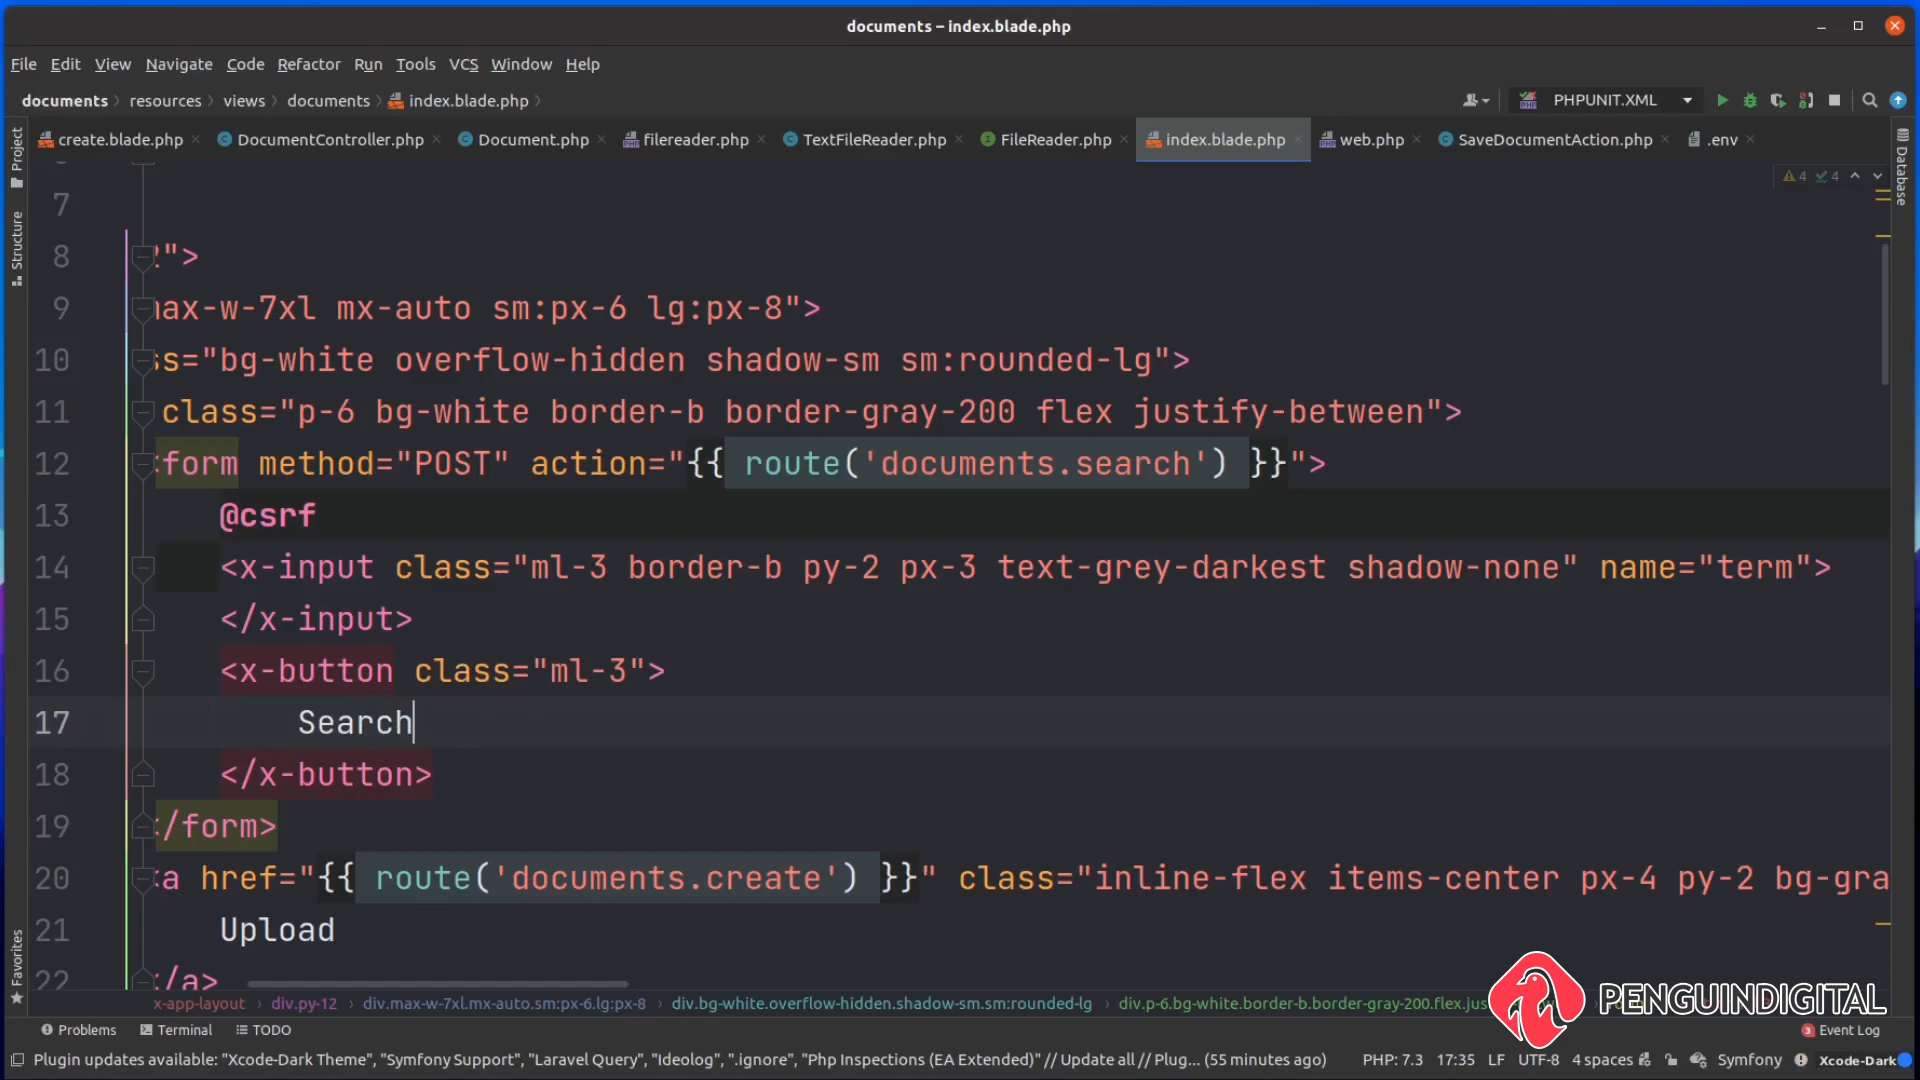 documents – index.blade.php
File Edit View Navigate Code Refactor Run Tools VCS Window Help
documents resources views documents index.blade.php PHPUNIT.XML
create.blade.php DocumentController.php Document.php filereader.php TextFileReader.php FileReader.php index.blade.php web.php SaveDocumentAction.php .env
Project
Structure
Favorites
Database
4 4
7
8 2">
9 max-w-7xl mx-auto sm:px-6 lg:px-8">
10 ss="bg-white overflow-hidden shadow-sm sm:rounded-lg">
11 class="p-6 bg-white border-b border-gray-200 flex justify-between">
12 <form method="POST" action="{{ route('documents.search') }}">
13 @csrf
14 <x-input class="ml-3 border-b py-2 px-3 text-grey-darkest shadow-none" name="term">
15 </x-input>
16 <x-button class="ml-3">
17 Search
18 </x-button>
19 </form>
20 <a href="{{ route('documents.create') }}" class="inline-flex items-center px-4 py-2 bg-gra
21 Upload
22 </a>
x-app-layout div.py-12 div.max-w-7xl.mx-auto.sm:px-6.lg:px-8 div.bg-white.overflow-hidden.shadow-sm.sm:rounded-lg div.p-6.bg-white.border-b.border-gray-200.flex.jus
PENGUINDIGITAL
Problems Terminal TODO 3 Event Log
Plugin updates available: "Xcode-Dark Theme", "Symfony Support", "Laravel Query", "Ideolog", ".ignore", "Php Inspections (EA Extended)" // Update all // Plug... (55 minutes ago) PHP: 7.3 17:35 LF UTF-8 4 spaces Symfony Xcode-Dark